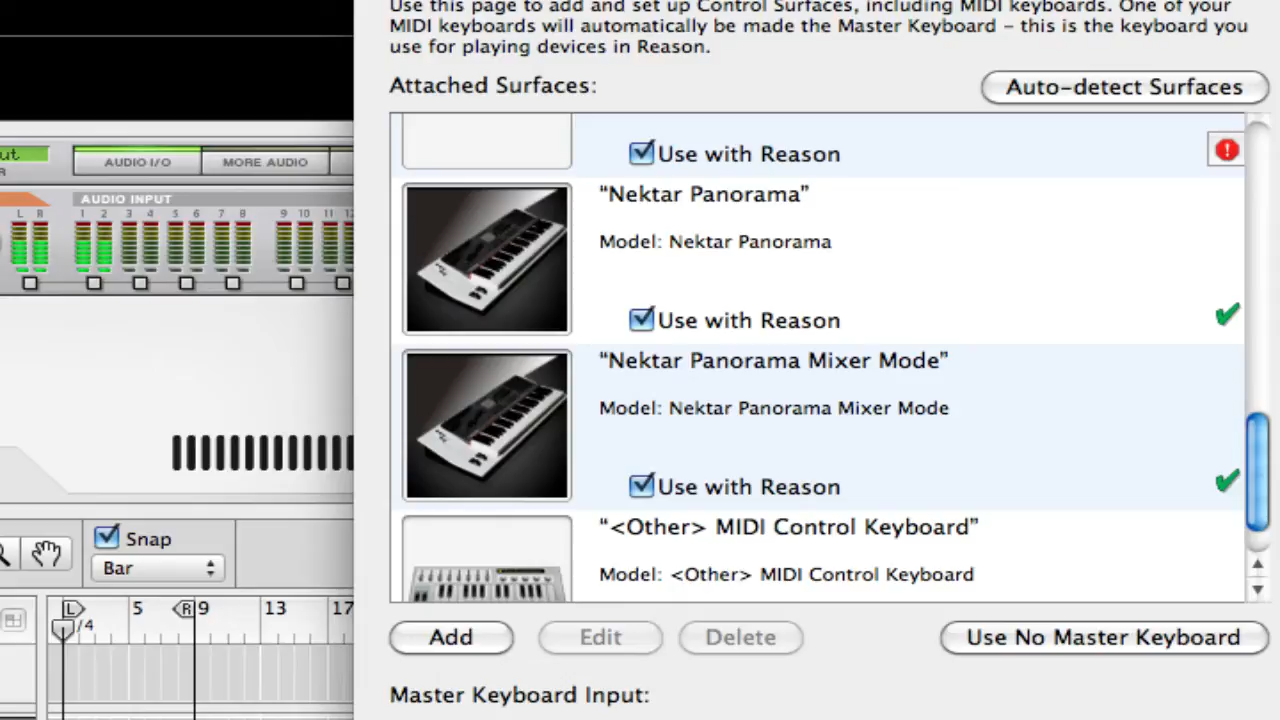 Use this page to add and set up Control Surfaces, including MIDI keyboards. One of your
MIDI keyboards will automatically be made the Master Keyboard – this is the keyboard you
use for playing devices in Reason.
Attached Surfaces:
Auto-detect Surfaces
Use with Reason
“Nektar Panorama”
Model: Nektar Panorama
Use with Reason
“Nektar Panorama Mixer Mode”
Model: Nektar Panorama Mixer Mode
Use with Reason
“<Other> MIDI Control Keyboard”
Model: <Other> MIDI Control Keyboard
Add
Edit
Delete
Use No Master Keyboard
Master Keyboard Input:
ut
R
AUDIO I/O
MORE AUDIO
AUDIO INPUT
L R 1 2 3 4 5 6 7 8 9 10 11 12
Snap
Bar
L 5 R 9 13 17
/4